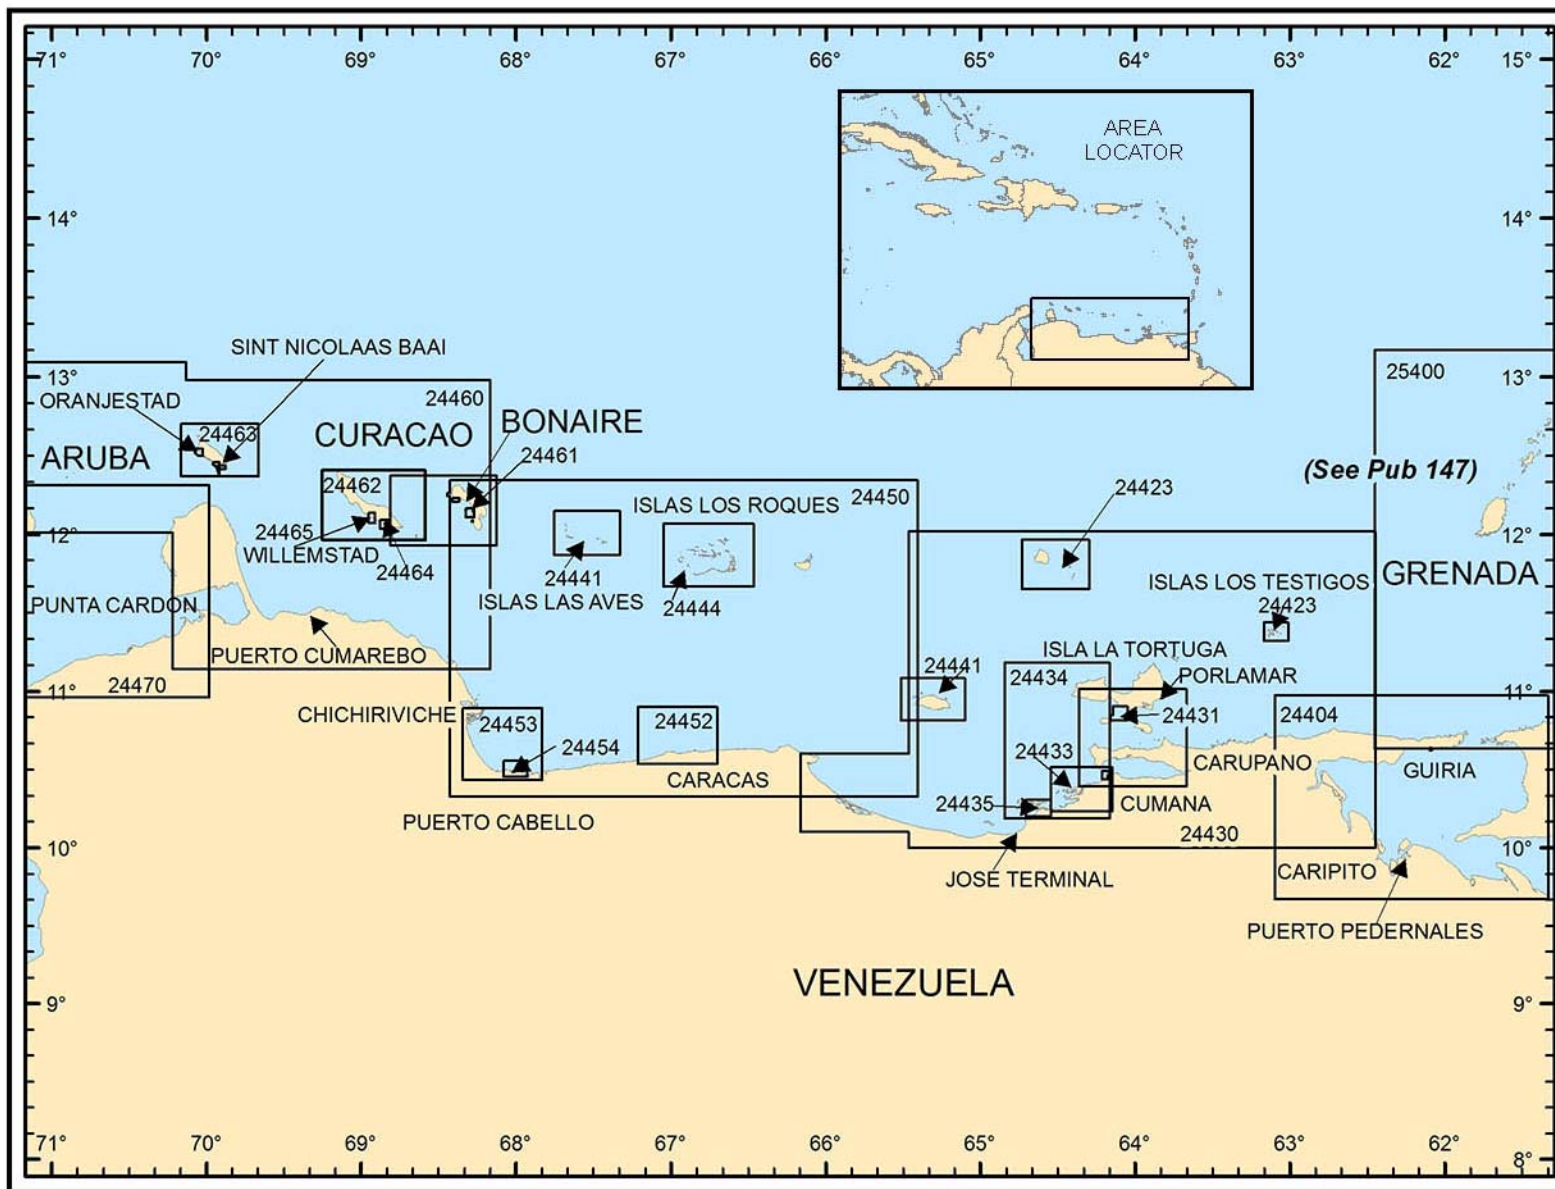 71° 70° 69° 68° 67° 66° 65° 64° 63° 62° 15°
AREA
LOCATOR
14° 14°
SINT NICOLAAS BAAI
13° 13°
25400
ORANJESTAD
24460
24463
CURACAO
BONAIRE
ARUBA
24461
(See Pub 147)
24462
24450
24423
ISLAS LOS ROQUES
24465
12° 12°
WILLEMSTAD
24464
24441
ISLAS LAS AVES
24444
GRENADA
ISLAS LOS TESTIGOS
24423
PUNTA CARDON
PUERTO CUMAREBO
ISLA LA TORTUGA
24441
24434
PORLAMAR
24470
11° 11°
CHICHIRIVICHE
24453
24452
24431
24404
24454
24433
CARACAS
CARUPANO
GUIRIA
24435
CUMANA
PUERTO CABELLO
24430
10° 10°
JOSE TERMINAL
CARIPITO
PUERTO PEDERNALES
VENEZUELA
9° 9°
71° 70° 69° 68° 67° 66° 65° 64° 63° 62°
8°